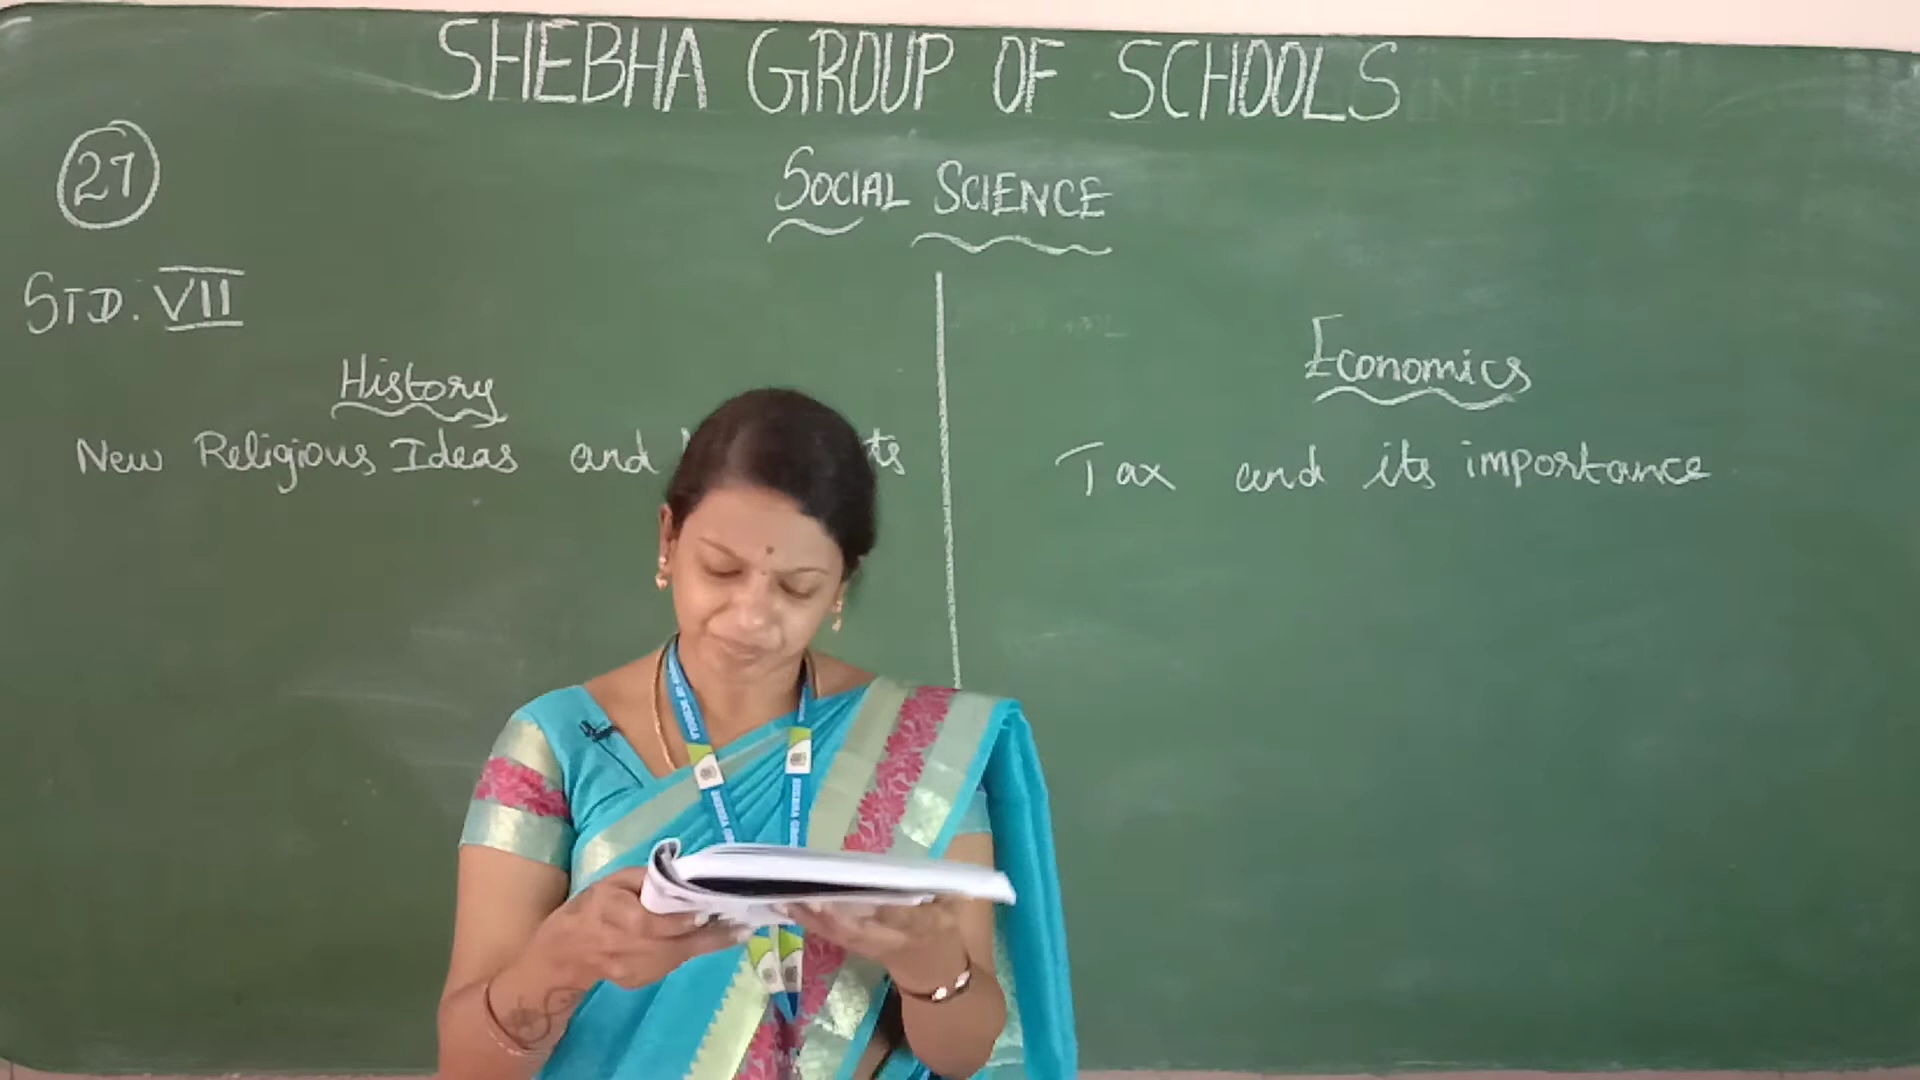 SHEBHA GROUP OF SCHOOLS
27
SOCIAL SCIENCE
STD. VII
History
New Religious Ideas and
Economics
Tax and its importance